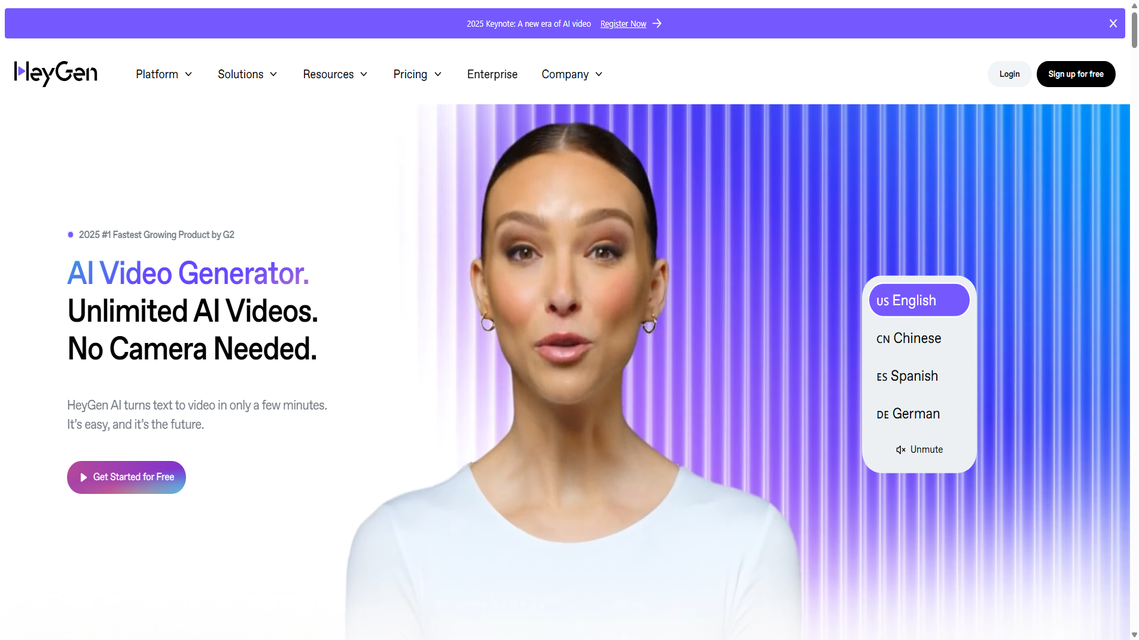 2025 Keynote: A new era of AI video Register Now →
HeyGen
Platform
Solutions
Resources
Pricing
Enterprise
Company
Login
Sign up for free
2025 #1 Fastest Growing Product by G2
AI Video Generator.
Unlimited AI Videos.
No Camera Needed.
HeyGen AI turns text to video in only a few minutes.
It's easy, and it's the future.
Get Started for Free
US English
CN Chinese
ES Spanish
DE German
Unmute